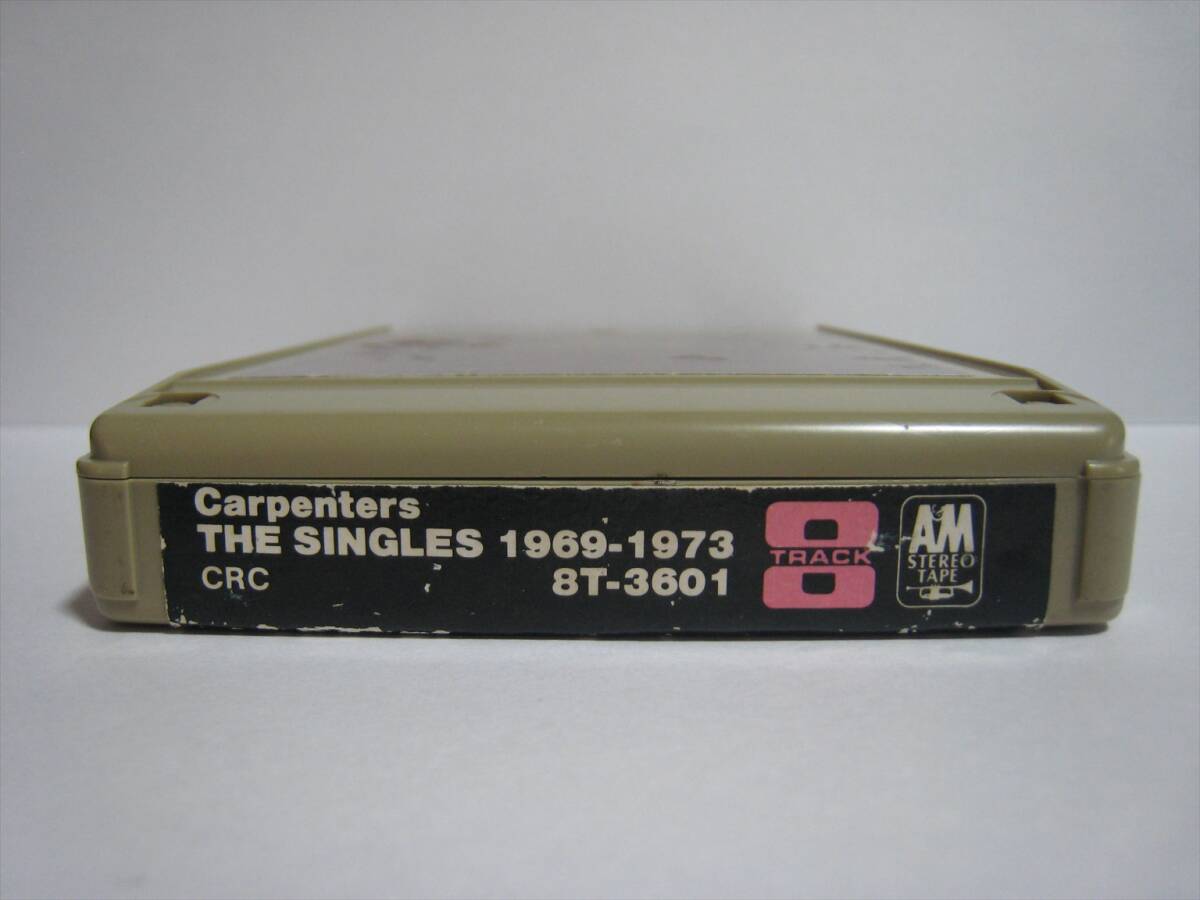 Carpenters
THE SINGLES 1969-1973
CRC 8T-3601
8
TRACK
A&M
STEREO
TAPE